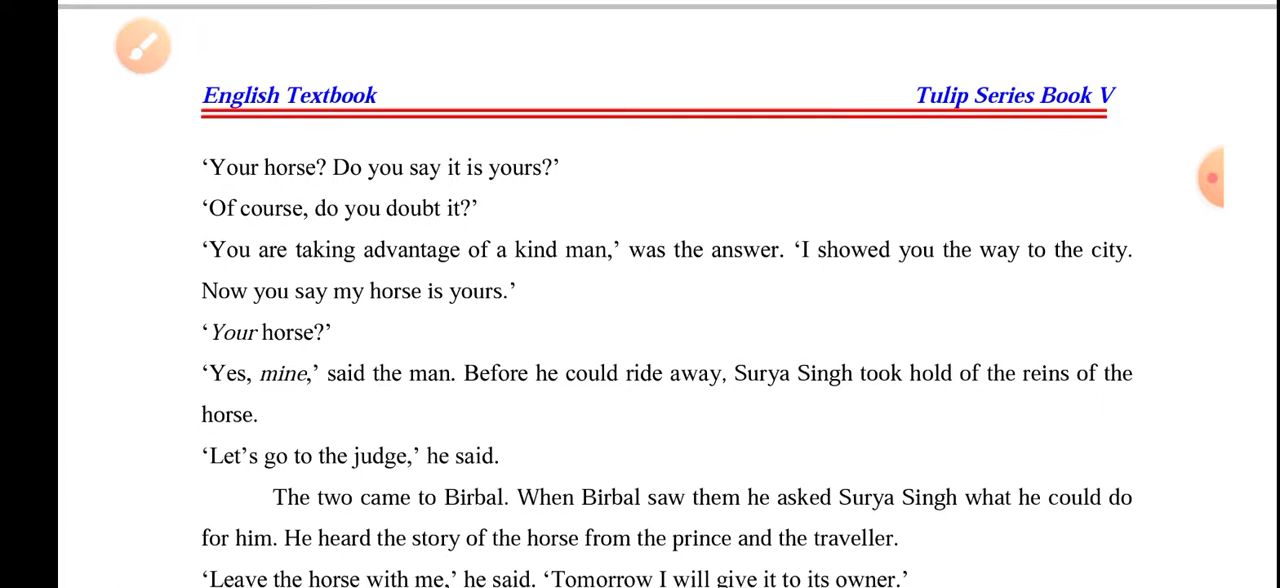 English Textbook Tulip Series Book V
‘Your horse? Do you say it is yours?’
‘Of course, do you doubt it?’
‘You are taking advantage of a kind man,’ was the answer. ‘I showed you the way to the city.
Now you say my horse is yours.’
‘Your horse?’
‘Yes, mine,’ said the man. Before he could ride away, Surya Singh took hold of the reins of the
horse.
‘Let’s go to the judge,’ he said.
The two came to Birbal. When Birbal saw them he asked Surya Singh what he could do
for him. He heard the story of the horse from the prince and the traveller.
‘Leave the horse with me,’ he said. ‘Tomorrow I will give it to its owner.’